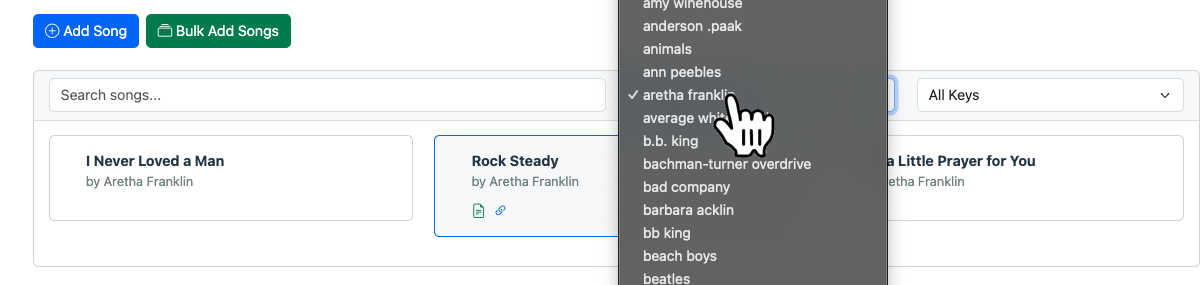 Add Song
Bulk Add Songs
Search songs...
All Keys
amy winehouse
anderson .paak
animals
ann peebles
✓ aretha franklin
average whit
b.b. king
bachman-turner overdrive
bad company
barbara acklin
bb king
beach boys
beatles
I Never Loved a Man
by Aretha Franklin
Rock Steady
by Aretha Franklin
a Little Prayer for You
etha Franklin